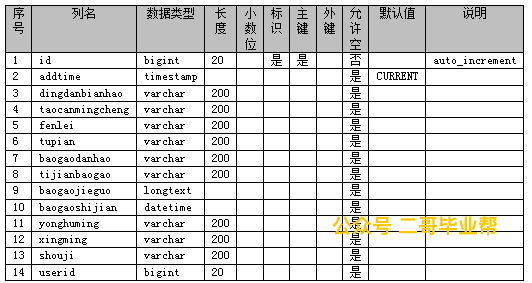 序号 列名 数据类型 长度 小数位 标识 主键 外键 允许空 默认值 说明
1 id bigint 20 是 是 否 auto_increment
2 addtime timestamp 是 CURRENT
3 dingdanbianhao varchar 200 是
4 taocanmingcheng varchar 200 是
5 fenlei varchar 200 是
6 tupian varchar 200 是
7 baogaodanhao varchar 200 是
8 tijianbaogao varchar 200 是
9 baogaojieguo longtext 是
10 baogaoshijian datetime 是
11 yonghuming varchar 200 是
12 xingming varchar 200 是
13 shouji varchar 200 是
14 userid bigint 20 是
公众号 二哥毕业帮